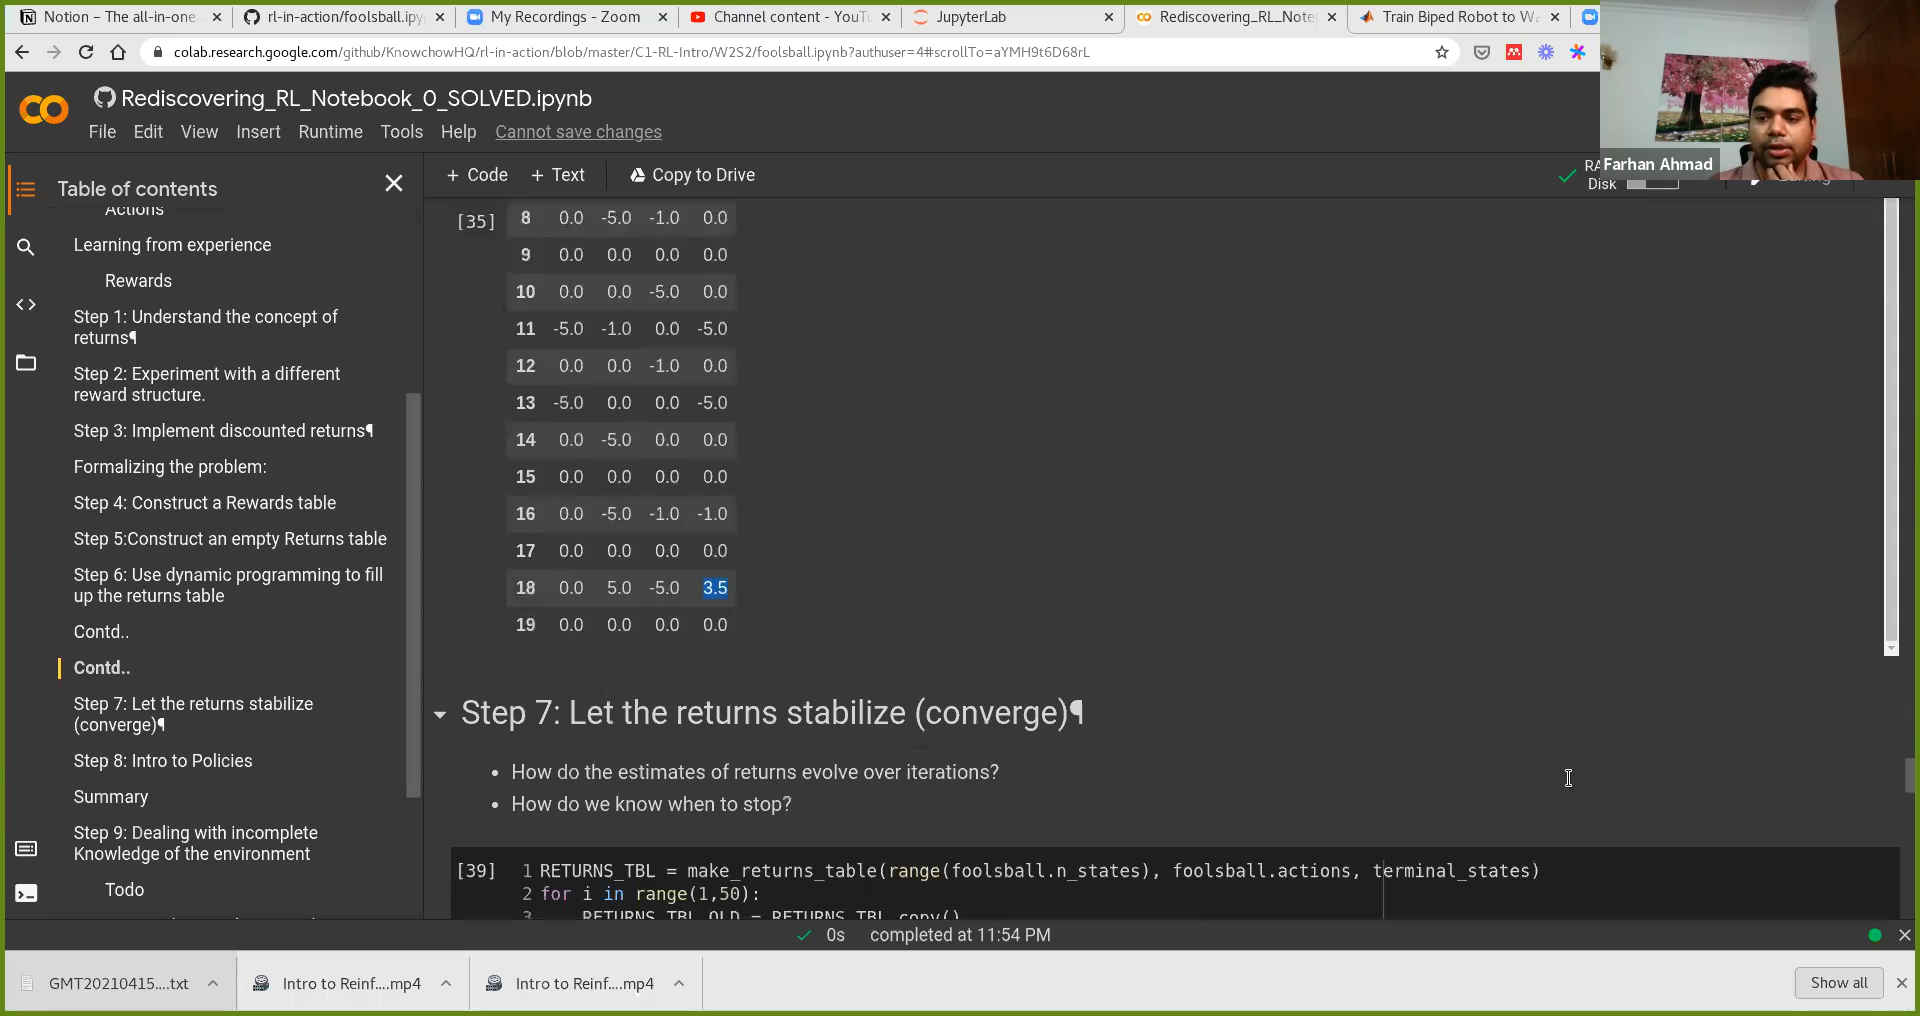 Notion – The all-in-one
rl-in-action/foolsball.ipy
My Recordings - Zoom
Channel content - YouT
JupyterLab
Rediscovering_RL_Note
Train Biped Robot to W
colab.research.google.com/github/KnowchowHQ/rl-in-action/blob/master/C1-RL-Intro/W2S2/foolsball.ipynb?authuser=4#scrollTo=aYMH9t6D68rL
Rediscovering_RL_Notebook_0_SOLVED.ipynb
File Edit View Insert Runtime Tools Help Cannot save changes
Farhan Ahmad
+ Code + Text Copy to Drive
RA
Disk
Table of contents
Actions
Learning from experience
Rewards
Step 1: Understand the concept of
returns¶
Step 2: Experiment with a different
reward structure.
Step 3: Implement discounted returns¶
Formalizing the problem:
Step 4: Construct a Rewards table
Step 5:Construct an empty Returns table
Step 6: Use dynamic programming to fill
up the returns table
Contd..
Contd..
Step 7: Let the returns stabilize
(converge)¶
Step 8: Intro to Policies
Summary
Step 9: Dealing with incomplete
Knowledge of the environment
Todo
[35]
8 0.0 -5.0 -1.0 0.0
9 0.0 0.0 0.0 0.0
10 0.0 0.0 -5.0 0.0
11 -5.0 -1.0 0.0 -5.0
12 0.0 0.0 -1.0 0.0
13 -5.0 0.0 0.0 -5.0
14 0.0 -5.0 0.0 0.0
15 0.0 0.0 0.0 0.0
16 0.0 -5.0 -1.0 -1.0
17 0.0 0.0 0.0 0.0
18 0.0 5.0 -5.0 3.5
19 0.0 0.0 0.0 0.0
Step 7: Let the returns stabilize (converge)¶
• How do the estimates of returns evolve over iterations?
• How do we know when to stop?
[39] 1 RETURNS_TBL = make_returns_table(range(foolsball.n_states), foolsball.actions, terminal_states)
2 for i in range(1,50):
3 RETURNS_TBL_OLD = RETURNS_TBL.copy()
0s completed at 11:54 PM
GMT20210415....txt
Intro to Reinf....mp4
Intro to Reinf....mp4
Show all